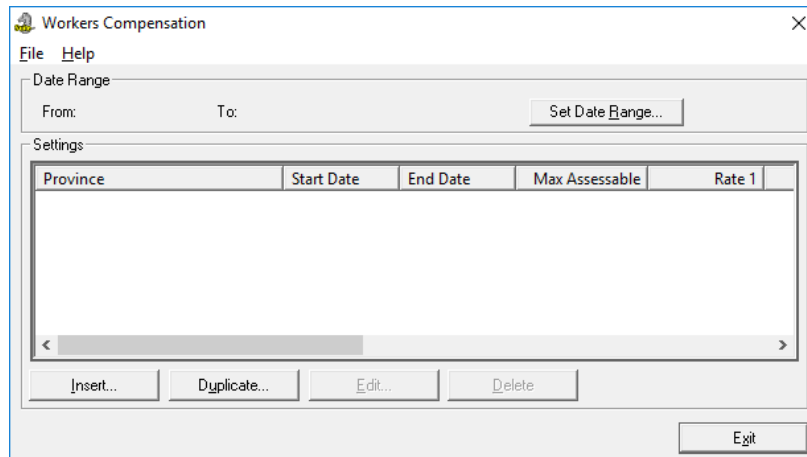 Workers Compensation
File Help
Date Range
From: To: Set Date Range...
Settings
Province Start Date End Date Max Assessable Rate 1
Insert... Duplicate... Edit... Delete
Exit